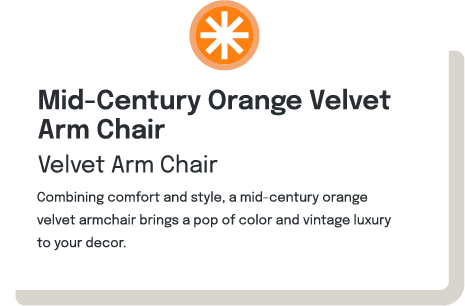 Mid-Century Orange Velvet
Arm Chair
Velvet Arm Chair
Combining comfort and style, a mid-century orange
velvet armchair brings a pop of color and vintage luxury
to your decor.